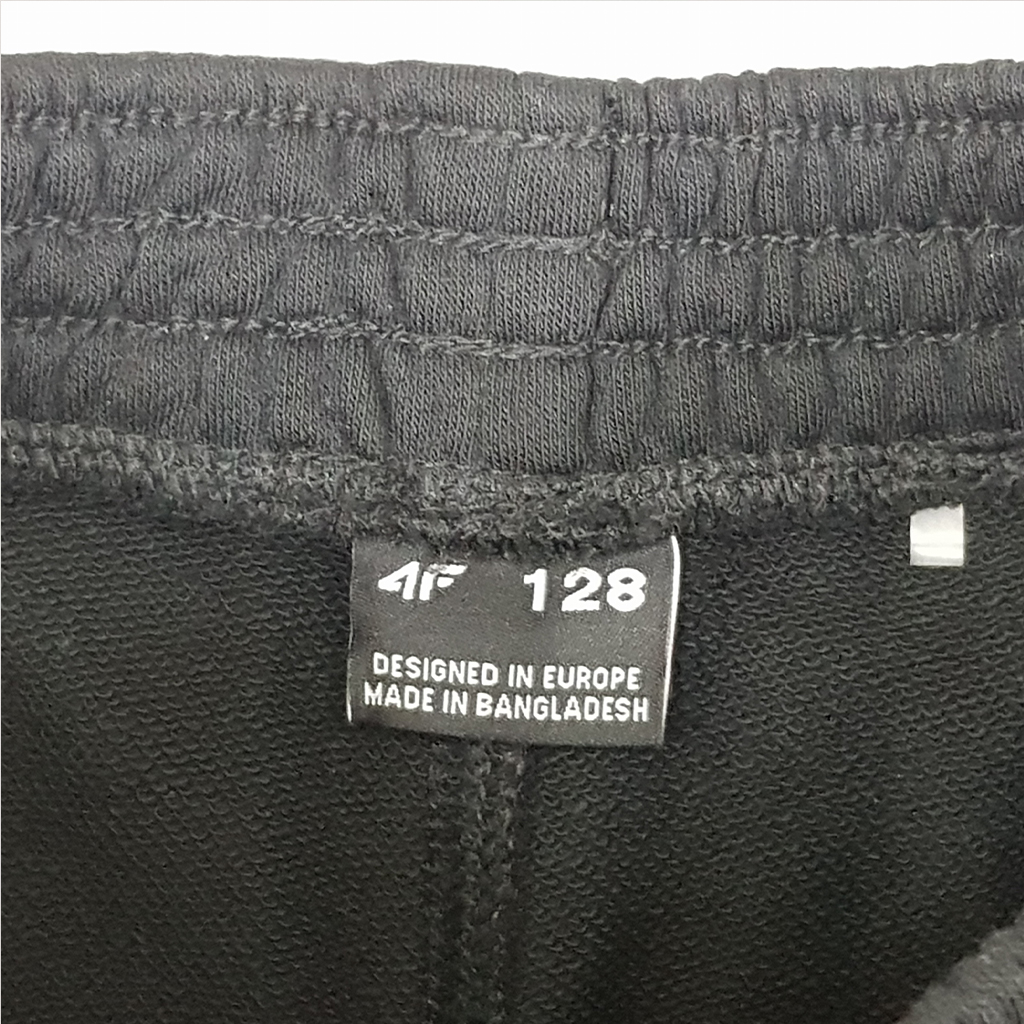 4F 128
DESIGNED IN EUROPE
MADE IN BANGLADESH